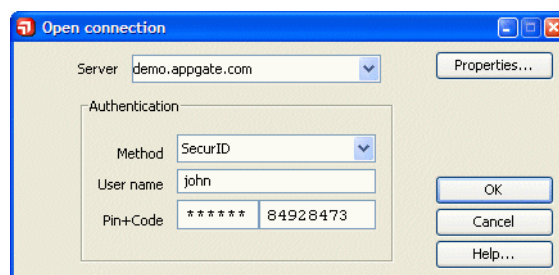 Open connection
Server demo.appgate.com Properties...
Authentication
Method SecurID
User name john OK
Pin+Code ****** 84928473 Cancel
Help...